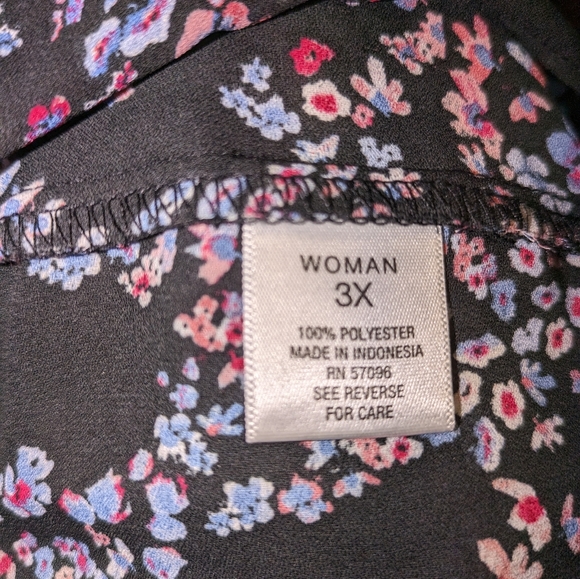 WOMAN
3X
100% POLYESTER
MADE IN INDONESIA
RN 57096
SEE REVERSE
FOR CARE